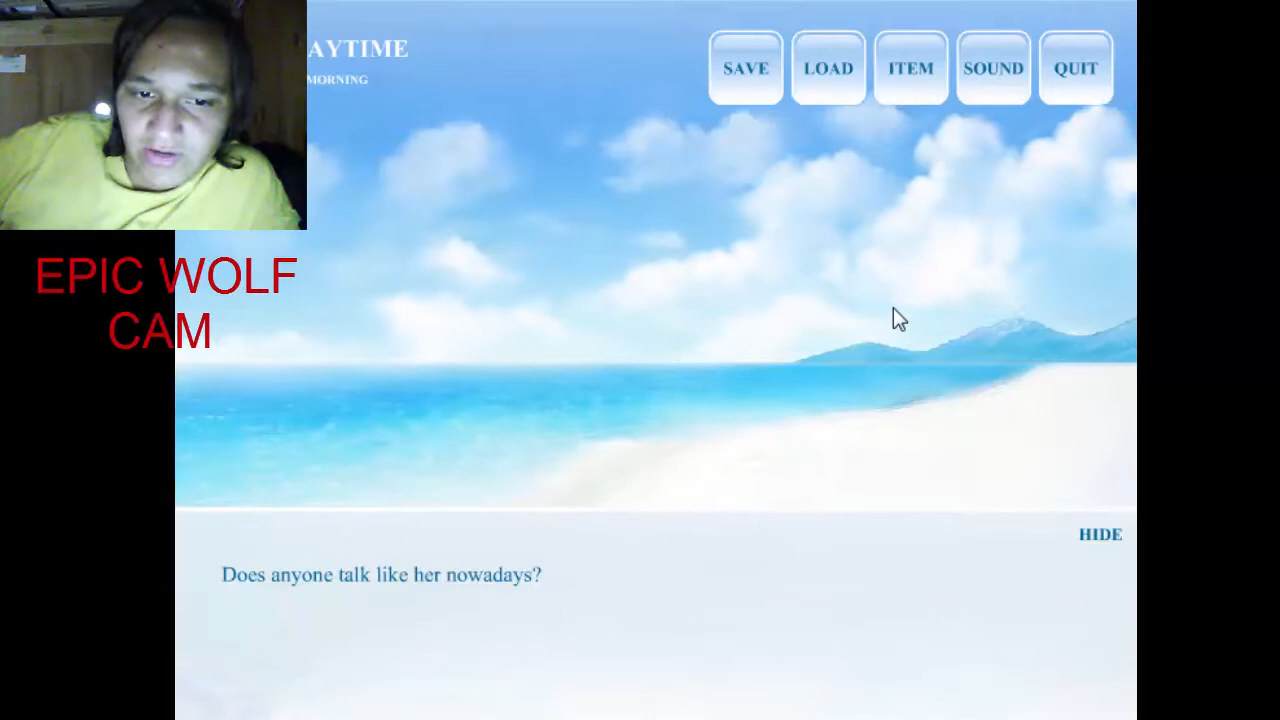 AYTIME
MORNING
SAVE
LOAD
ITEM
SOUND
QUIT
EPIC WOLF
CAM
HIDE
Does anyone talk like her nowadays?